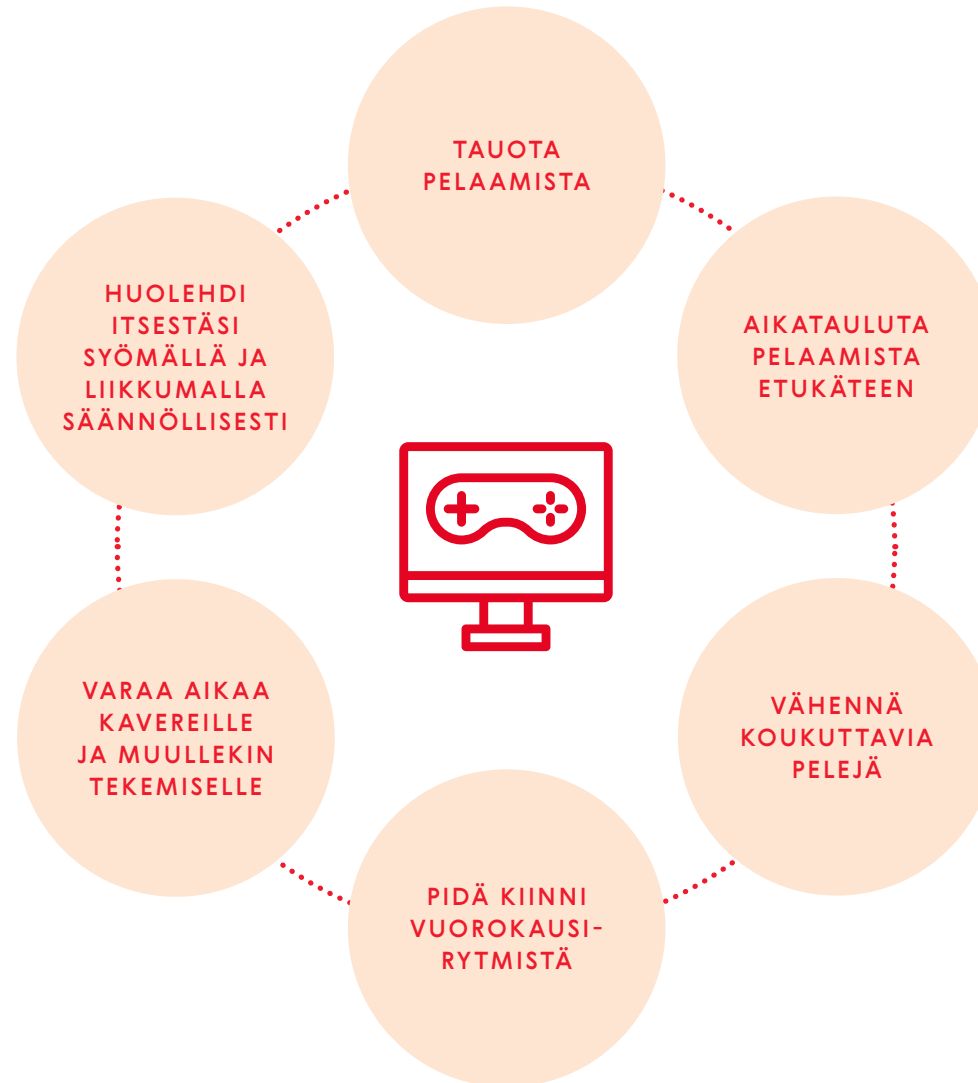 TAUOTA
PELAAMISTA
AIKATAULUTA
PELAAMISTA
ETUKÄTEEN
VÄHENNÄ
KOUKUTTAVIA
PELEJÄ
PIDÄ KIINNI
VUOROKAUSI-
RYTMISTÄ
VARAA AIKAA
KAVEREILLE
JA MUULLEKIN
TEKEMISELLE
HUOLEHDI
ITSESTÄSI
SYÖMÄLLÄ JA
LIIKKUMALLA
SÄÄNNÖLLISESTI